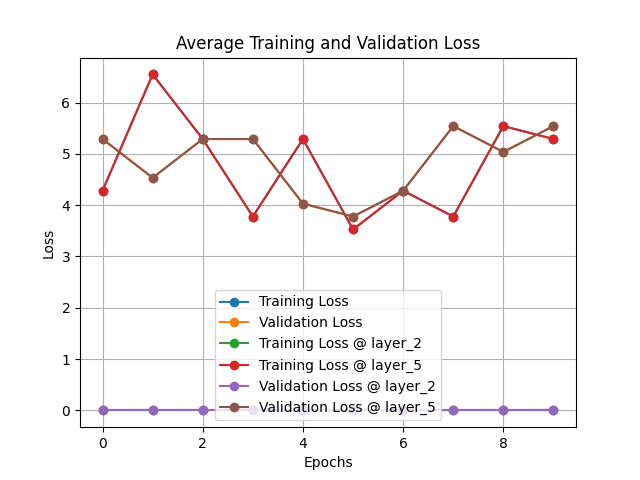 Average Training and Validation Loss
6
5
4
3
2
1
0
Loss
Training Loss
Validation Loss
Training Loss @ layer_2
Training Loss @ layer_5
Validation Loss @ layer_2
Validation Loss @ layer_5
0 2 4 6 8
Epochs